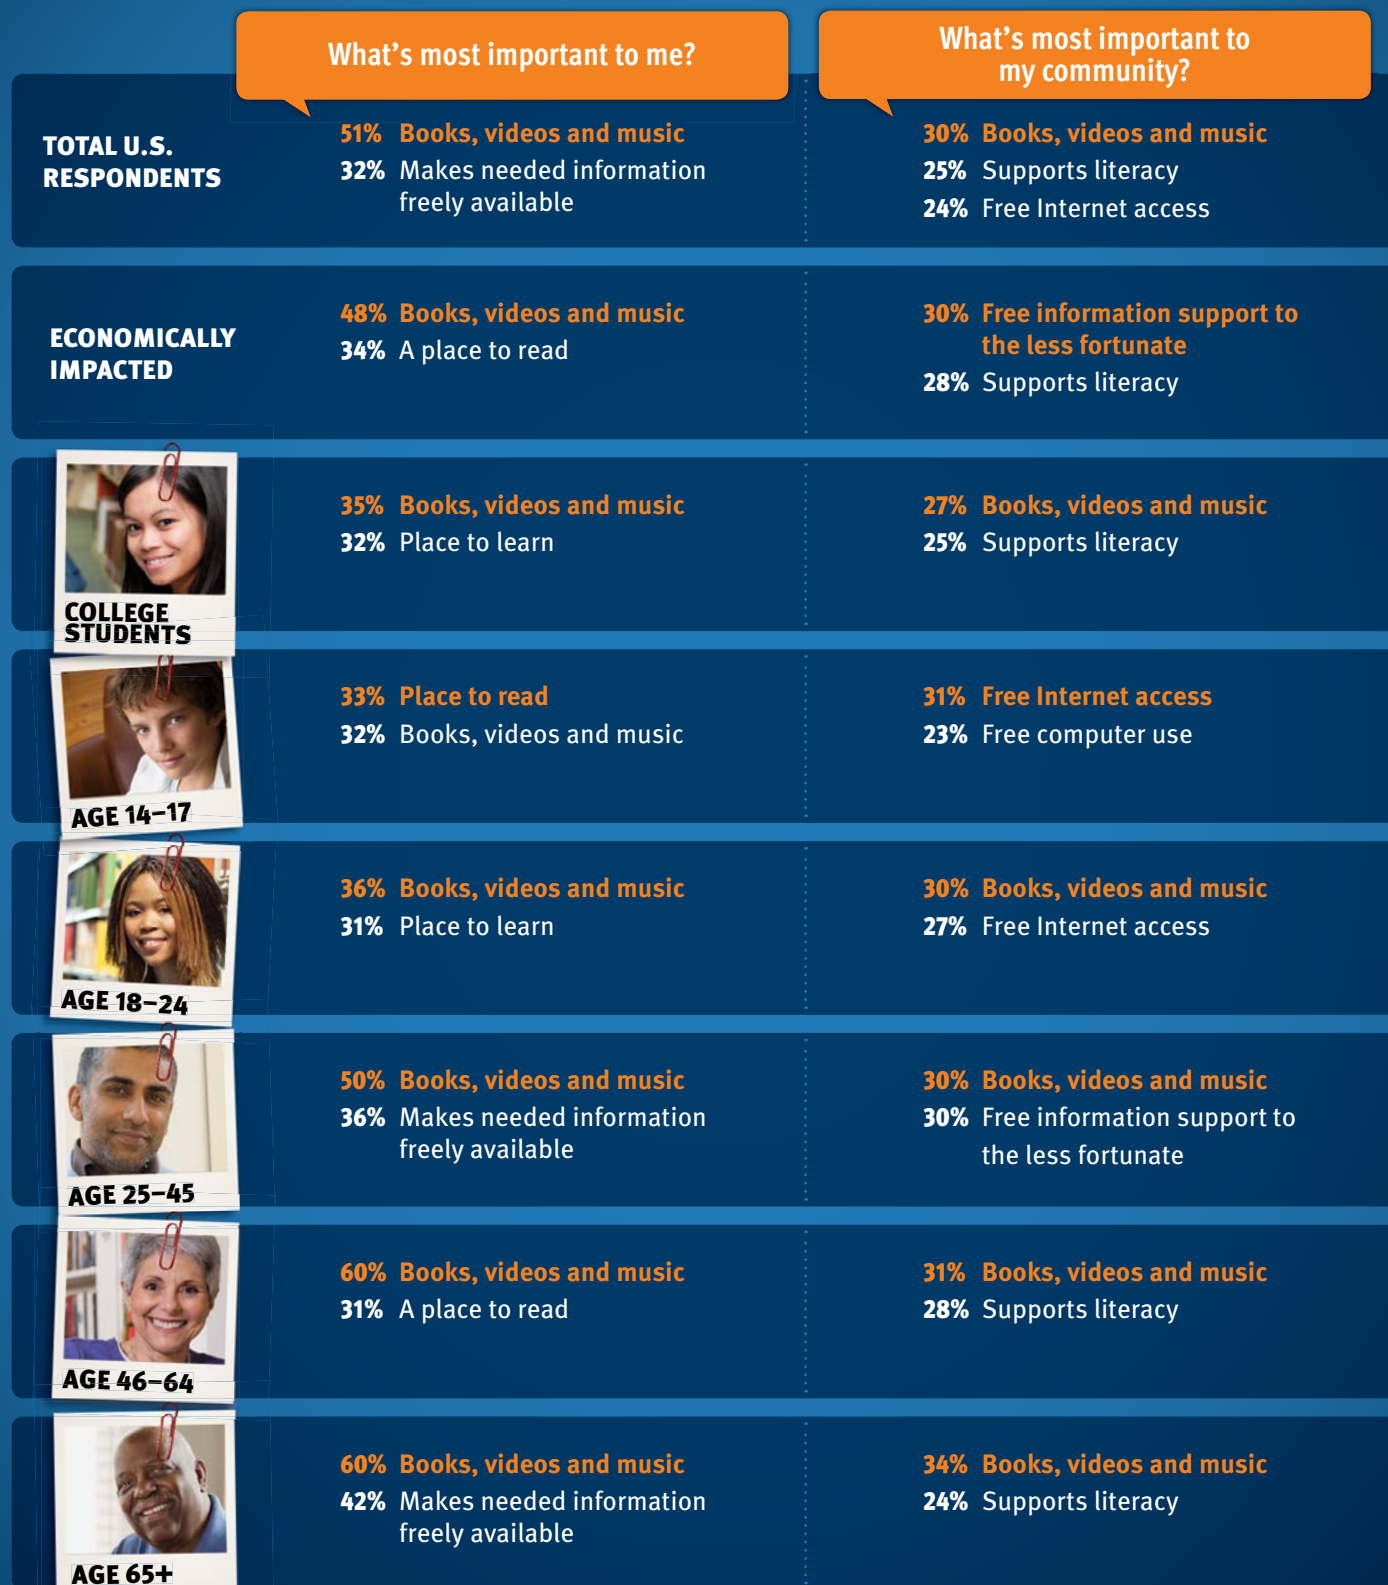 What's most important to me?
What's most important to
my community?
TOTAL U.S.
RESPONDENTS
51% Books, videos and music
32% Makes needed information
freely available
30% Books, videos and music
25% Supports literacy
24% Free Internet access
ECONOMICALLY
IMPACTED
48% Books, videos and music
34% A place to read
30% Free information support to
the less fortunate
28% Supports literacy
COLLEGE
STUDENTS
35% Books, videos and music
32% Place to learn
27% Books, videos and music
25% Supports literacy
AGE 14–17
33% Place to read
32% Books, videos and music
31% Free Internet access
23% Free computer use
AGE 18–24
36% Books, videos and music
31% Place to learn
30% Books, videos and music
27% Free Internet access
AGE 25–45
50% Books, videos and music
36% Makes needed information
freely available
30% Books, videos and music
30% Free information support to
the less fortunate
AGE 46–64
60% Books, videos and music
31% A place to read
31% Books, videos and music
28% Supports literacy
AGE 65+
60% Books, videos and music
42% Makes needed information
freely available
34% Books, videos and music
24% Supports literacy